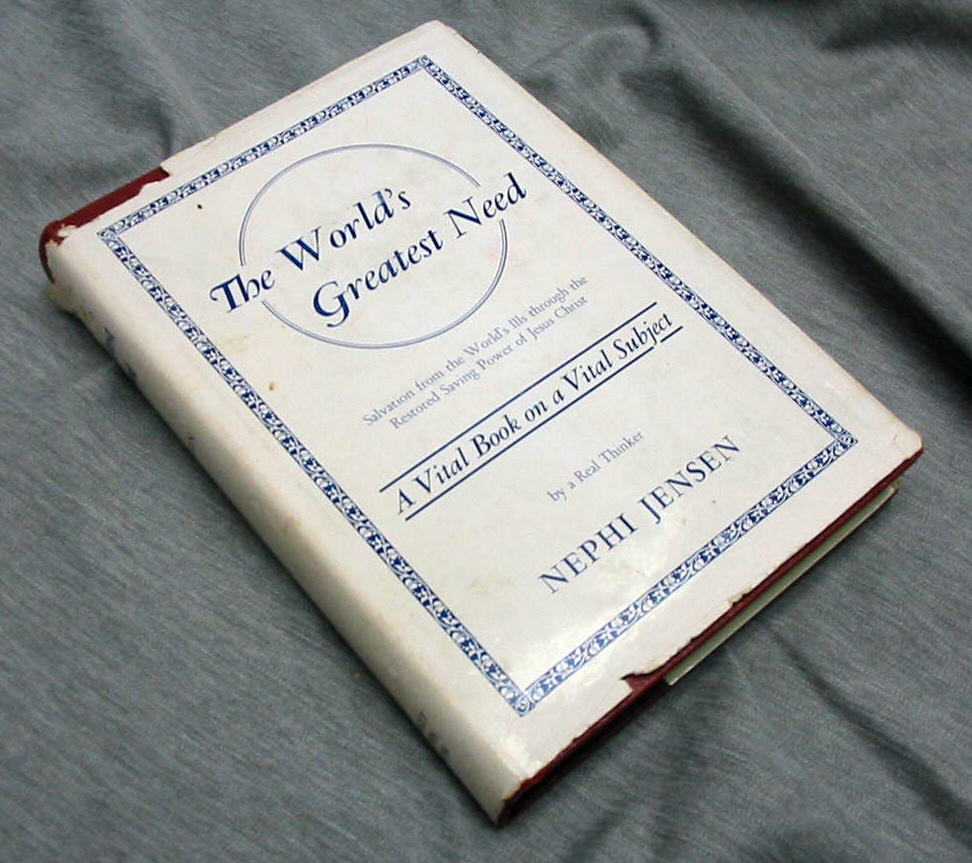 The World's
Greatest Need
Salvation from the World's Ills through the
Restored Saving Power of Jesus Christ
A Vital Book on a Vital Subject
by a Real Thinker
NEPHI JENSEN